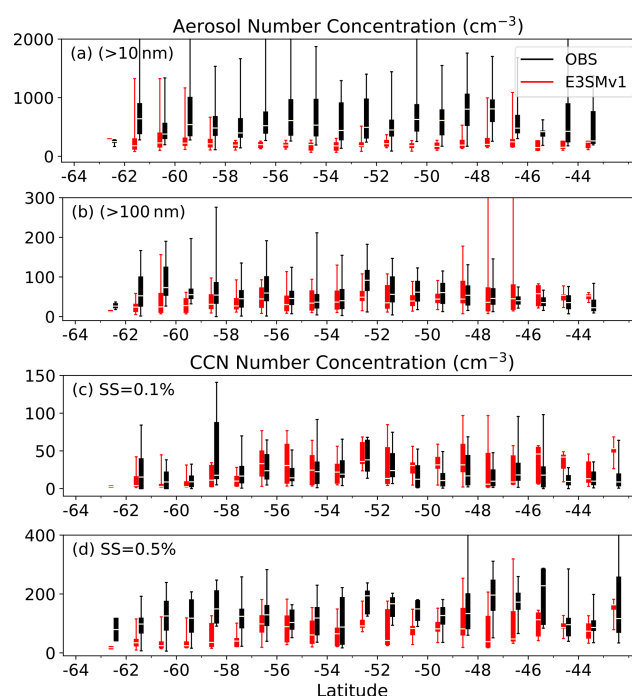 Aerosol Number Concentration (cm⁻³)
2000
(a) (>10 nm)
OBS
E3SMv1
1000
0
-64 -62 -60 -58 -56 -54 -52 -50 -48 -46 -44
300
(b) (>100 nm)
200
100
0
-64 -62 -60 -58 -56 -54 -52 -50 -48 -46 -44
CCN Number Concentration (cm⁻³)
150
(c) SS=0.1%
100
50
0
-64 -62 -60 -58 -56 -54 -52 -50 -48 -46 -44
400
(d) SS=0.5%
200
0
-64 -62 -60 -58 -56 -54 -52 -50 -48 -46 -44
Latitude